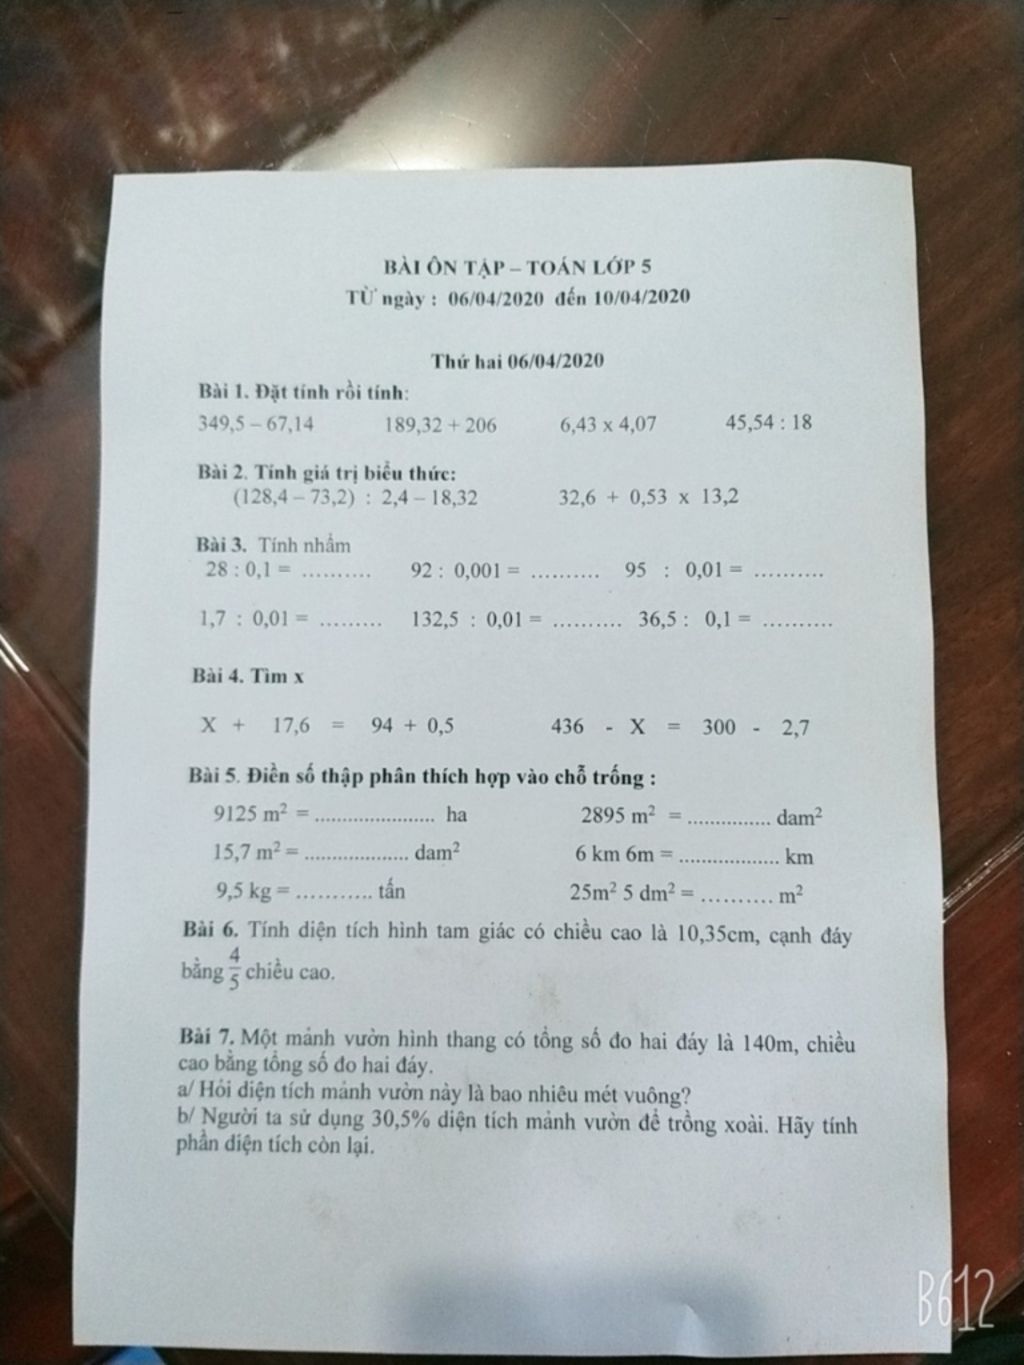 BÀI ÔN TẬP – TOÁN LỚP 5
TỪ ngày : 06/04/2020 đến 10/04/2020
Thứ hai 06/04/2020
Bài 1. Đặt tính rồi tính:
349,5 – 67,14 189,32 + 206 6,43 x 4,07 45,54 : 18
Bài 2. Tính giá trị biểu thức:
(128,4 – 73,2) : 2,4 – 18,32 32,6 + 0,53 x 13,2
Bài 3. Tính nhẩm
28 : 0,1 = .......... 92 : 0,001 = .......... 95 : 0,01 = ..........
1,7 : 0,01 = ......... 132,5 : 0,01 = .......... 36,5 : 0,1 = ..........
Bài 4. Tìm x
X + 17,6 = 94 + 0,5 436 - X = 300 - 2,7
Bài 5. Điền số thập phân thích hợp vào chỗ trống :
9125 m² = ...................... ha 2895 m² = ............... dam²
15,7 m² = ................... dam² 6 km 6m = .................. km
9,5 kg = ........... tấn 25m² 5 dm² = .......... m²
Bài 6. Tính diện tích hình tam giác có chiều cao là 10,35cm, cạnh đáy
bằng 4/5 chiều cao.
Bài 7. Một mảnh vườn hình thang có tổng số đo hai đáy là 140m, chiều
cao bằng tổng số đo hai đáy.
a/ Hỏi diện tích mảnh vườn này là bao nhiêu mét vuông?
b/ Người ta sử dụng 30,5% diện tích mảnh vườn để trồng xoài. Hãy tính
phần diện tích còn lại.
B612